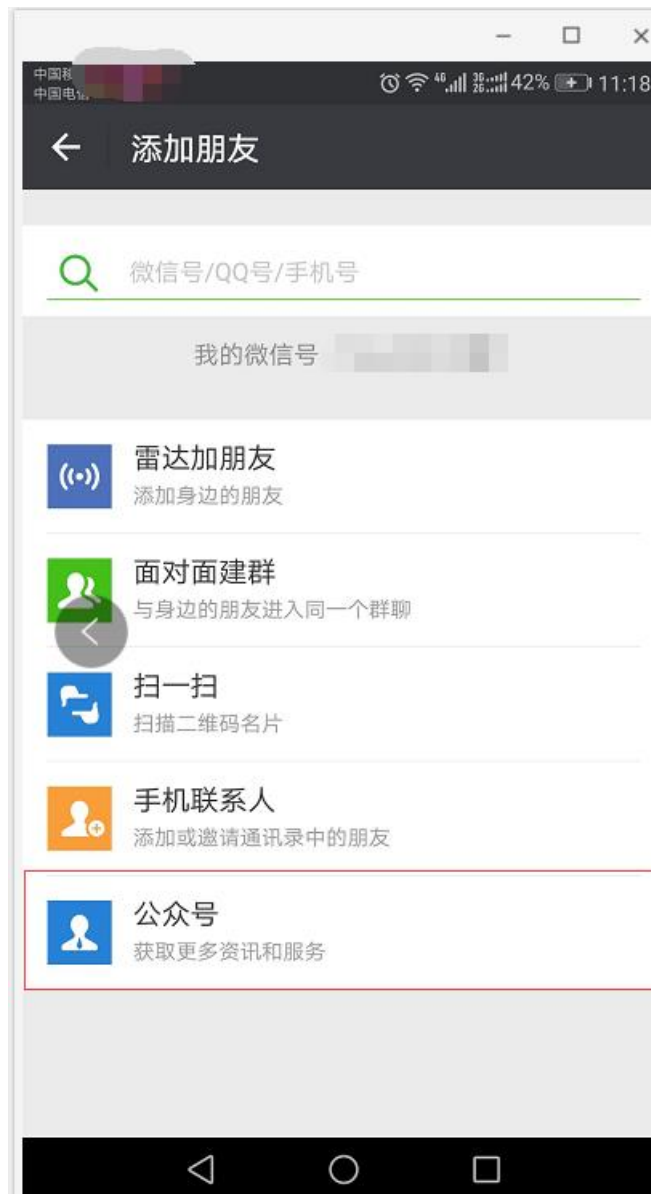 中国移
中国电信
46 36 26 42% 11:18
添加朋友
微信号/QQ号/手机号
我的微信号
雷达加朋友
添加身边的朋友
面对面建群
与身边的朋友进入同一个群聊
扫一扫
扫描二维码名片
手机联系人
添加或邀请通讯录中的朋友
公众号
获取更多资讯和服务